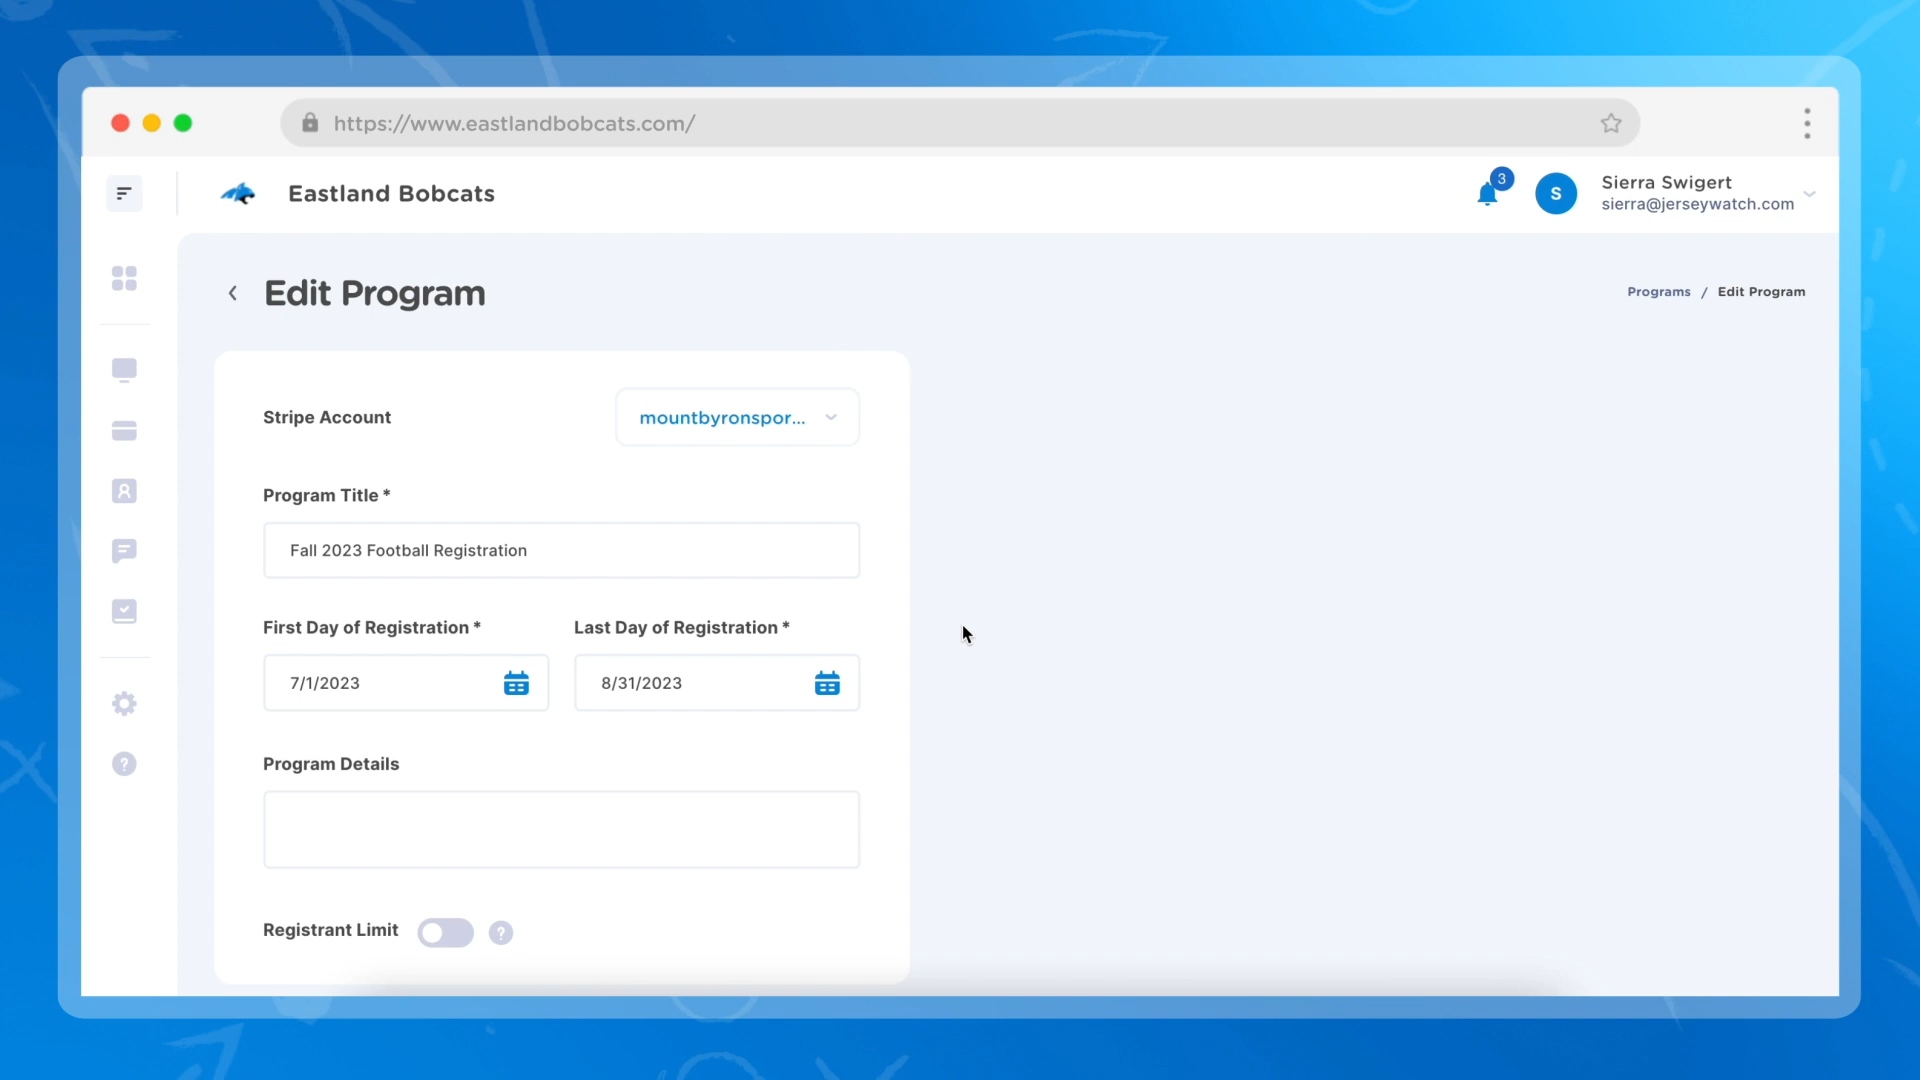 https://www.eastlandbobcats.com/
Eastland Bobcats
3
S
Sierra Swigert
sierra@jerseywatch.com
Edit Program
Programs / Edit Program
Stripe Account
mountbyronspor...
Program Title *
Fall 2023 Football Registration
First Day of Registration *
Last Day of Registration *
7/1/2023
8/31/2023
Program Details
Registrant Limit
?
?